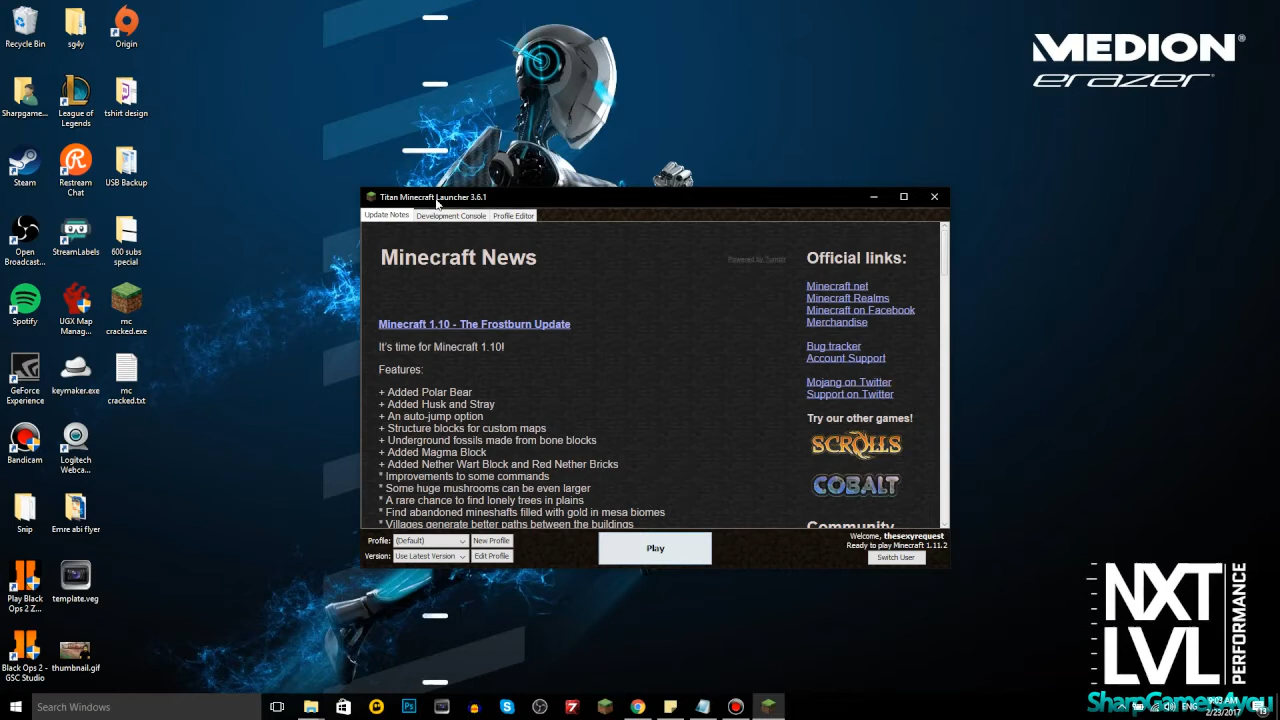 Recycle Bin
sg4y
Origin
Sharpgame...
League of
Legends
tshirt design
Steam
Restream
Chat
USB Backup
Open
Broadcast...
StreamLabels
600 subs
special
Spotify
UGX Map
Manag...
mc
cracked.exe
GeForce
Experience
keymaker.exe
mc
cracked.txt
Bandicam
Logitech
Webca...
Snip
Emre abi flyer
Play Black
Ops 2 Z...
template.veg
Black Ops 2 -
GSC Studio
thumbnail.gif
MEDION®
erazer
Titan Minecraft Launcher 3.6.1
Update Notes
Development Console
Profile Editor
Minecraft News
Powered by Tumblr
Minecraft 1.10 - The Frostburn Update
It's time for Minecraft 1.10!
Features:
+ Added Polar Bear
+ Added Husk and Stray
+ An auto-jump option
+ Structure blocks for custom maps
+ Underground fossils made from bone blocks
+ Added Magma Block
+ Added Nether Wart Block and Red Nether Bricks
* Improvements to some commands
* Some huge mushrooms can be even larger
* A rare chance to find lonely trees in plains
* Find abandoned mineshafts filled with gold in mesa biomes
* Villages generate better paths between the buildings
Official links:
Minecraft net
Minecraft Realms
Minecraft on Facebook
Merchandise
Bug tracker
Account Support
Mojang on Twitter
Support on Twitter
Try our other games!
SCROLLS
COBALT
Community
Profile: (Default) New Profile
Version: Use Latest Version Edit Profile
Play
Welcome, thesexyrequest
Ready to play Minecraft 1.11.2
Switch User
NXT
LVL
PERFORMANCE
SharpGamer4you
Search Windows
ENG
9:03 AM
2/23/2017
13